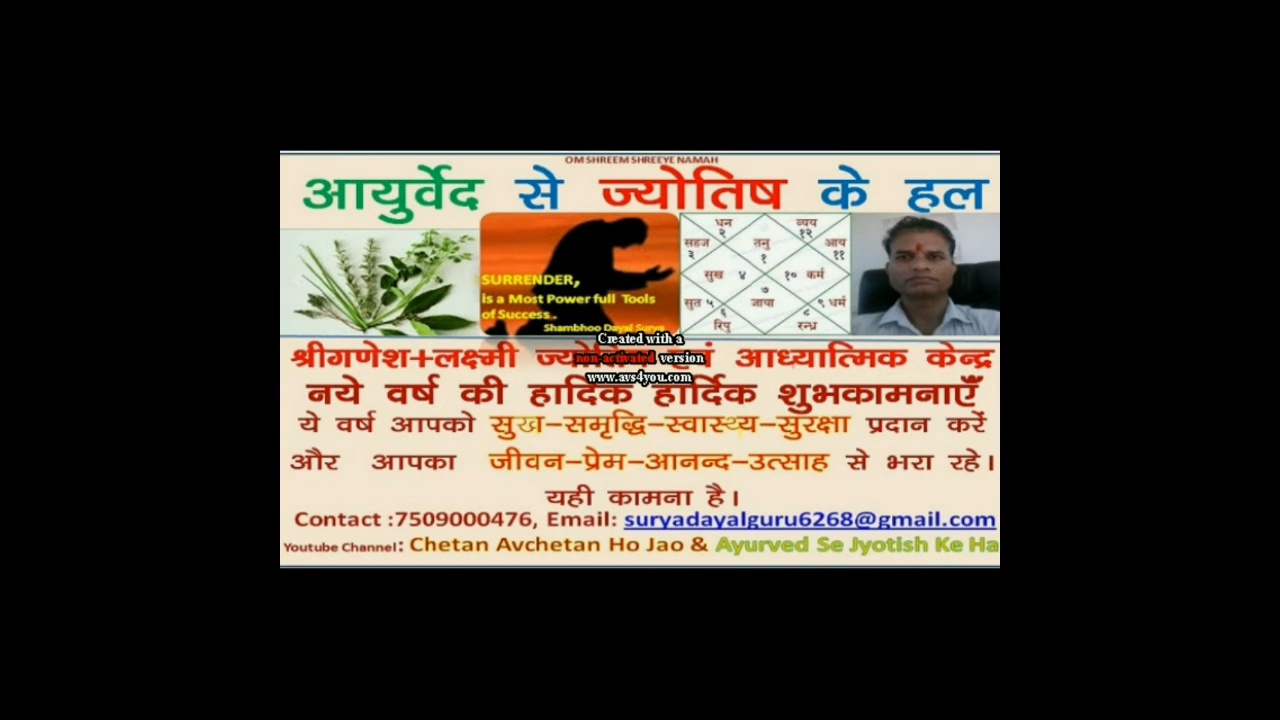 OM SHREEM SHREEYE NAMAH
आयुर्वेद से ज्योतिष के हल
SURRENDER,
is a Most Power full Tools
of Success .
Shambhoo Dayal Surya
धन
२
व्यय
१२
सहज
३
तनु
१
आय
११
सुख ४
१० कर्म
सुत ५
७
जाया
९ धर्म
६
रिपु
८
रन्ध्र
Created with a
non-activated version
www.avs4you.com
श्रीगणेश+लक्ष्मी एवं आध्यात्मिक केन्द्र
नये वर्ष की हादिक हार्दिक शुभकामनाएँ
ये वर्ष आपको सुख-समृद्धि-स्वास्थ्य-सुरक्षा प्रदान करें
और आपका जीवन-प्रेम-आनन्द-उत्साह से भरा रहे।
यही कामना है।
Contact :7509000476, Email: suryadayalguru6268@gmail.com
Youtube Channel: Chetan Avchetan Ho Jao & Ayurved Se Jyotish Ke Ha